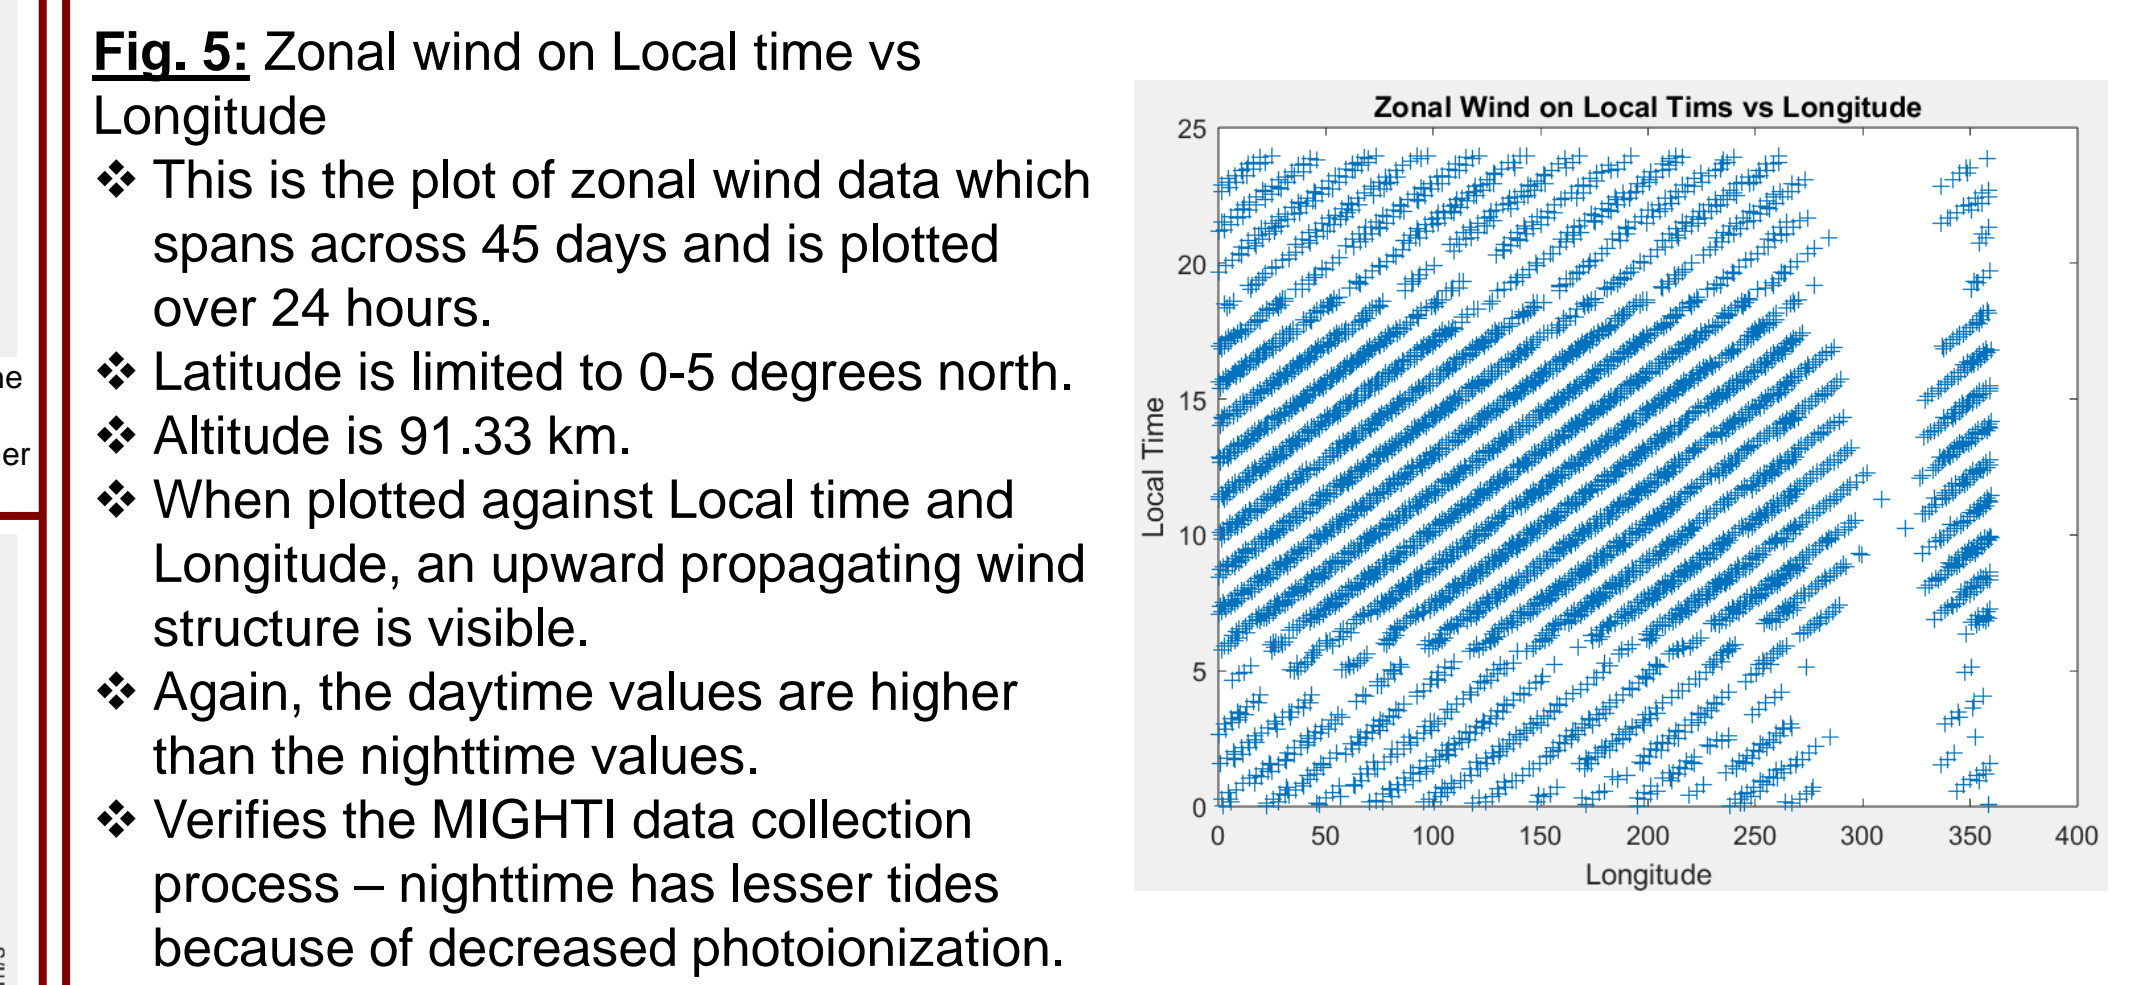 Fig. 5: Zonal wind on Local time vs
Longitude
❖ This is the plot of zonal wind data which
spans across 45 days and is plotted
over 24 hours.
❖ Latitude is limited to 0-5 degrees north.
❖ Altitude is 91.33 km.
❖ When plotted against Local time and
Longitude, an upward propagating wind
structure is visible.
❖ Again, the daytime values are higher
than the nighttime values.
❖ Verifies the MIGHTI data collection
process – nighttime has lesser tides
because of decreased photoionization.
Zonal Wind on Local Tims vs Longitude
25
20
15
10
5
0
Local Time
0 50 100 150 200 250 300 350 400
Longitude